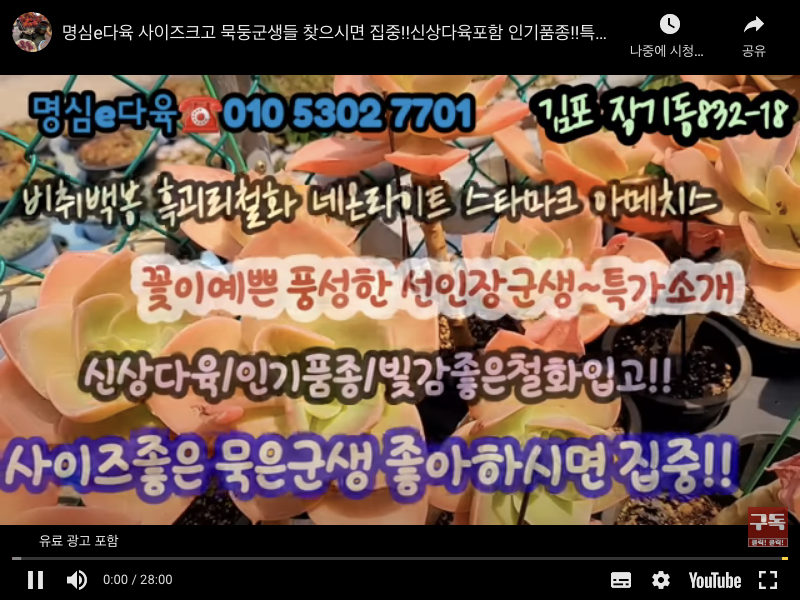 명심e다육 사이즈크고 묵둥군생들 찾으시면 집중!!신상다육포함 인기품종!!특...
나중에 시청...
공유
명심e다육☎010 5302 7701
김포 장기동832-18
비취백봉 흑괴리철화 네온라이트 스타마크 아메치스
꽃이예쁜 풍성한 선인장군생~특가소개
신상다육/인기품종/빛감좋은철화입고!!
사이즈좋은 묵은군생 좋아하시면 집중!!
구독
클릭! 클릭!
유료 광고 포함
0:00 / 28:00
YouTube